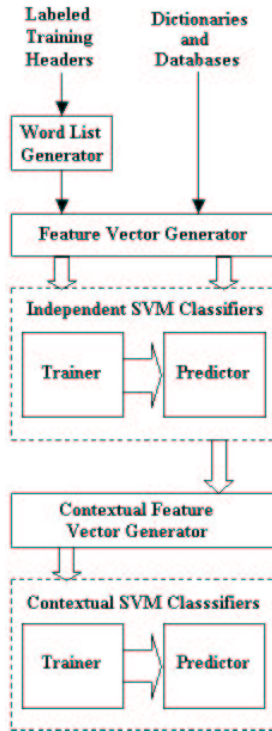 Labeled
Training
Headers
Dictionaries
and
Databases
Word List
Generator
Feature Vector Generator
Independent SVM Classifiers
Trainer
Predictor
Contextual Feature
Vector Generator
Contextual SVM Classsifiers
Trainer
Predictor